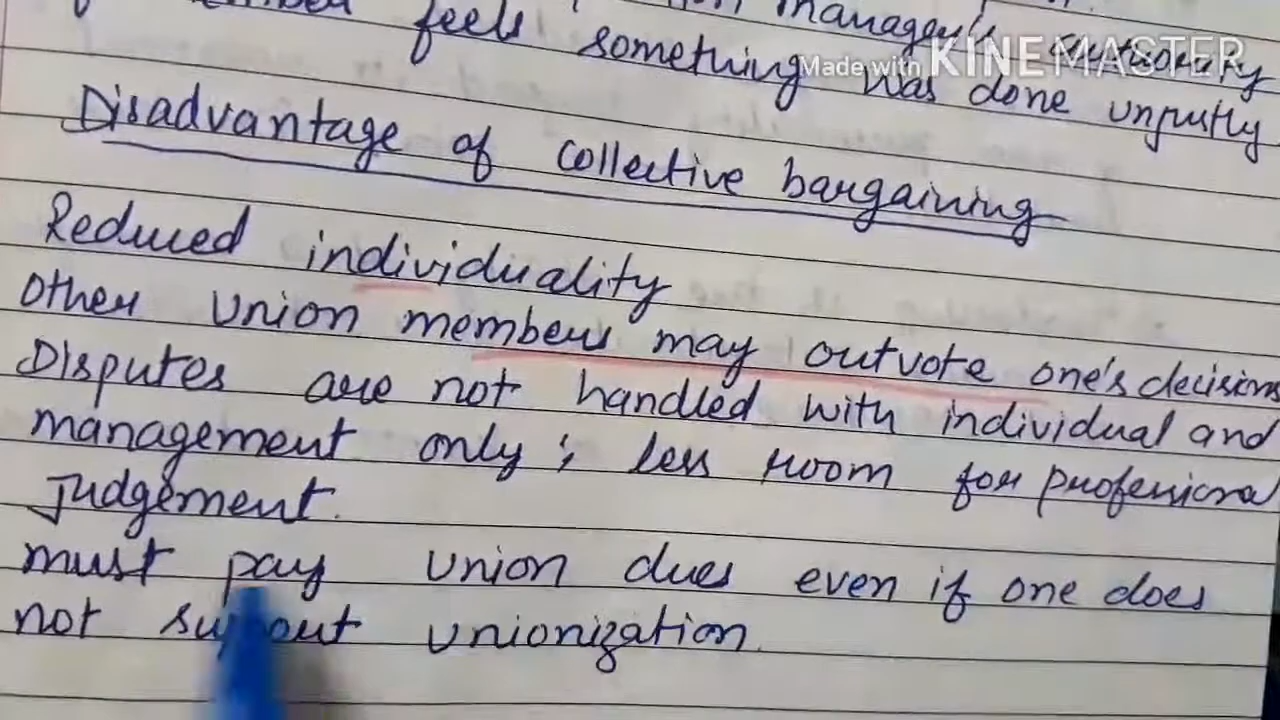 feels something was done unjustly
manager's authority
Made with KINEMASTER
Disadvantage of collective bargaining
Reduced individuality
Other union members may outvote one's decisions
Disputes are not handled with individual and
management only; less room for professional
Judgement.
must pay union dues even if one does
not support unionization.